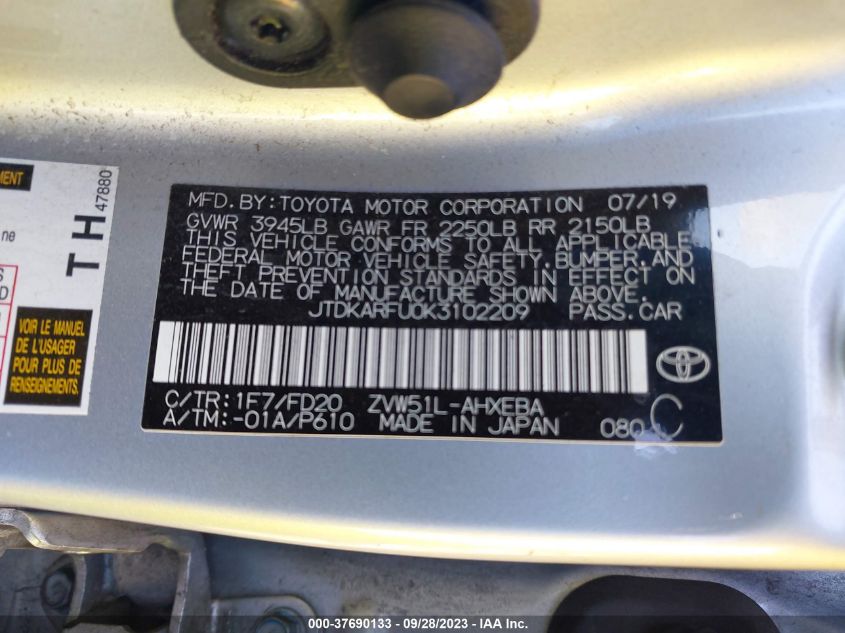 MENT
TH
47880
ne
S
D
VOIR LE MANUEL
DE L'USAGER
POUR PLUS DE
RENSEIGNEMENTS.
MFD. BY: TOYOTA MOTOR CORPORATION 07/19
GVWR 3945LB GAWR FR 2250LB RR 2150LB
THIS VEHICLE CONFORMS TO ALL APPLICABLE
FEDERAL MOTOR VEHICLE SAFETY, BUMPER, AND
THEFT PREVENTION STANDARDS IN EFFECT ON
THE DATE OF MANUFACTURE SHOWN ABOVE.
JTDKARFU0K3102209 PASS. CAR
C/TR: 1F7/FD20 ZVW51L-AHXEBA
A/TM: -01A/P610 MADE IN JAPAN 080 C
000-37690133 - 09/28/2023 - © IAA Inc.